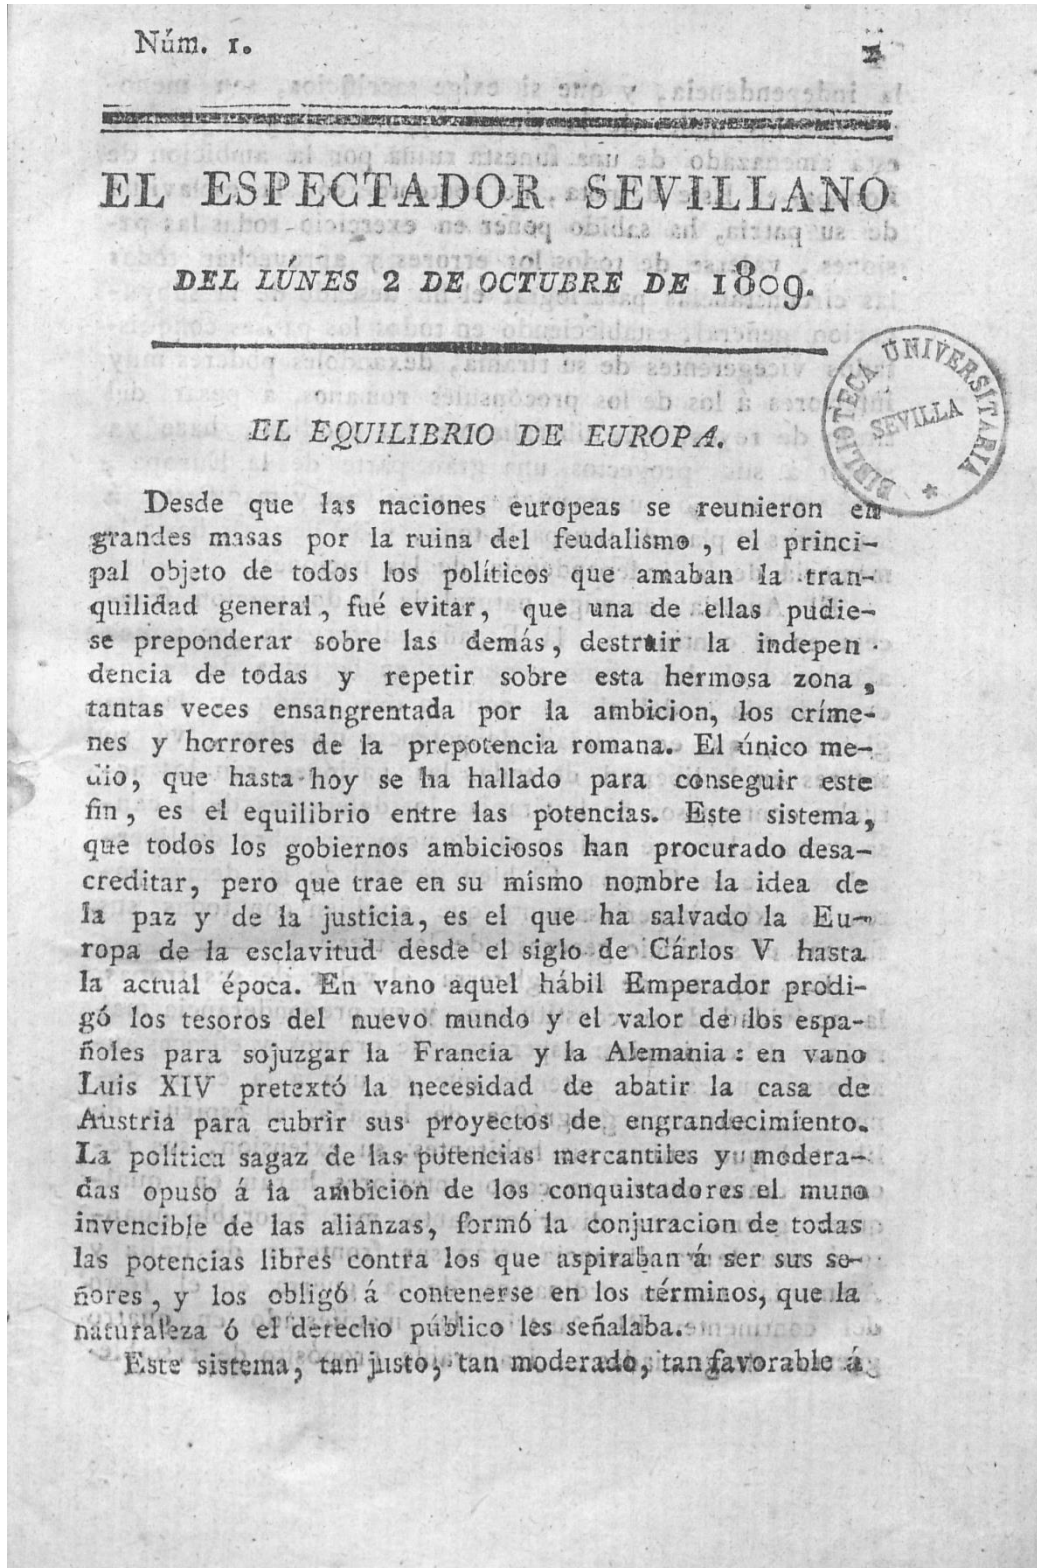 Núm. 1.
EL ESPECTADOR SEVILLANO
DEL LÚNES 2 DE OCTUBRE DE 1809.
BIBLIOTECA UNIVERSITARIA
SEVILLA
EL EQUILIBRIO DE EUROPA.
Desde que las naciones europeas se reunieron en
grandes masas por la ruina del feudalismo, el princi-
pal objeto de todos los políticos que amaban la tran-
quilidad general, fué evitar, que una de ellas pudie-
se preponderar sobre las demás, destruir la indepen-
dencia de todas y repetir sobre esta hermosa zona,
tantas veces ensangrentada por la ambicion, los críme-
nes y horrores de la prepotencia romana. El único me-
dio, que hasta hoy se ha hallado para conseguir este
fin, es el equilibrio entre las potencias. Este sistema,
que todos los gobiernos ambiciosos han procurado desa-
creditar, pero que trae en su mismo nombre la idea de
la paz y de la justicia, es el que ha salvado la Eu-
ropa de la esclavitud desde el siglo de Cárlos V hasta
la actual época. En vano aquel hábil Emperador prodi-
gó los tesoros del nuevo mundo y el valor de los espa-
ñoles para sojuzgar la Francia y la Alemania: en vano
Luis XIV pretextó la necesidad de abatir la casa de
Austria para cubrir sus proyectos de engrandecimiento.
La política sagaz de las potencias mercantiles y modera-
das opuso á la ambicion de los conquistadores el muro
invencible de las alianzas, formó la conjuracion de todas
las potencias libres contra los que aspiraban á ser sus se-
ñores, y los obligó á contenerse en los términos, que la
naturaleza ó el derecho público les señalaba.
Este sistema, tan justo, tan moderado, tan favorable á